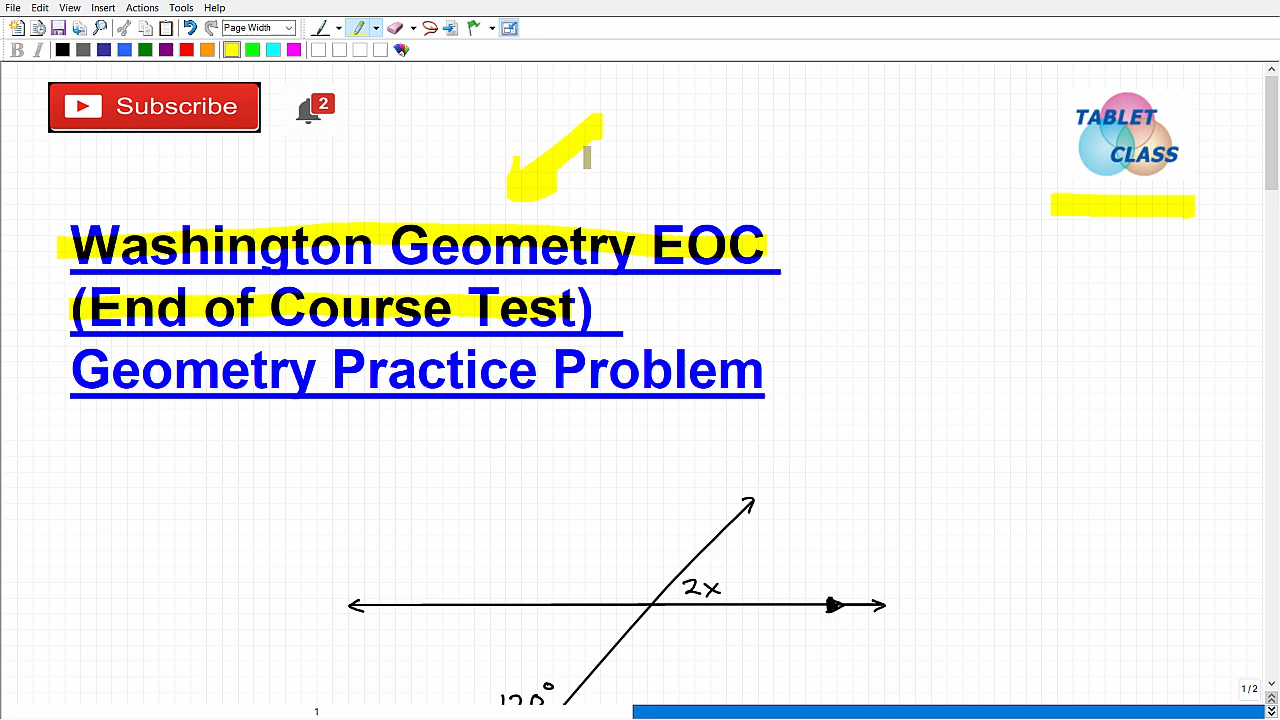 File Edit View Insert Actions Tools Help
Page Width
B I
Subscribe
2
TABLET
CLASS
Washington Geometry EOC
(End of Course Test)
Geometry Practice Problem
2x
120°
1/2
1